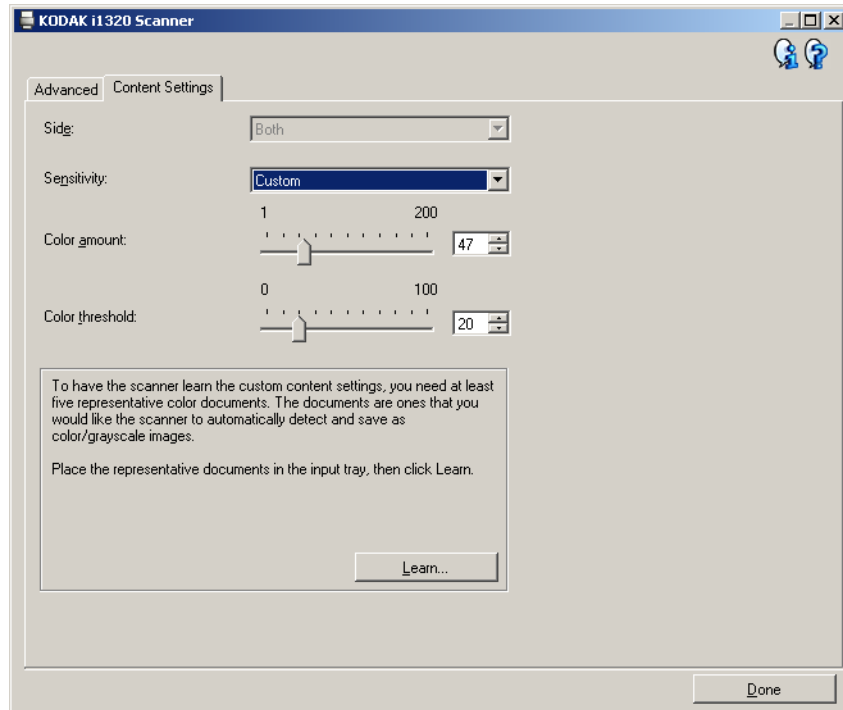 KODAK i1320 Scanner
Advanced
Content Settings
Side:
Both
Sensitivity:
Custom
1
200
Color amount:
47
0
100
Color threshold:
20
To have the scanner learn the custom content settings, you need at least
five representative color documents. The documents are ones that you
would like the scanner to automatically detect and save as
color/grayscale images.
Place the representative documents in the input tray, then click Learn.
Learn...
Done